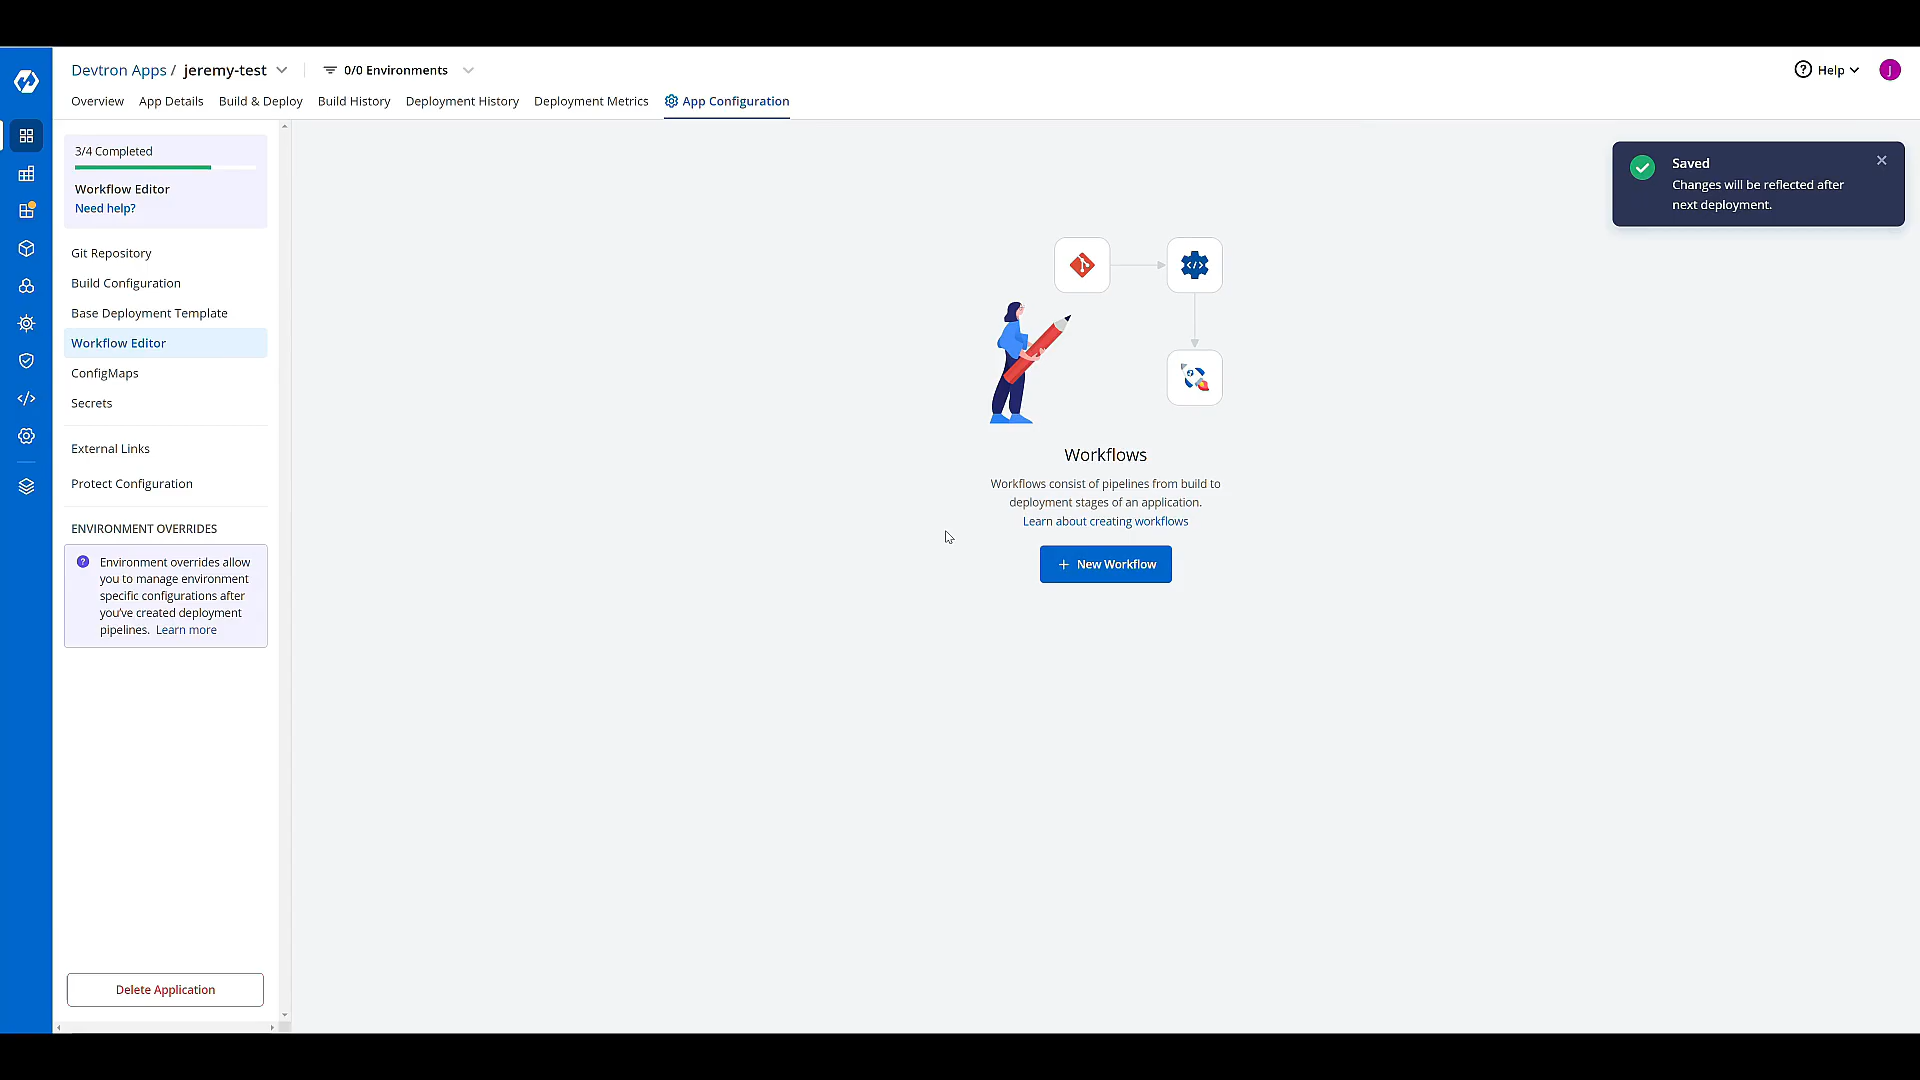 Devtron Apps / jeremy-test
0/0 Environments
Help
J
Overview
App Details
Build & Deploy
Build History
Deployment History
Deployment Metrics
App Configuration
3/4 Completed
Workflow Editor
Need help?
Git Repository
Build Configuration
Base Deployment Template
Workflow Editor
ConfigMaps
Secrets
External Links
Protect Configuration
ENVIRONMENT OVERRIDES
Environment overrides allow
you to manage environment
specific configurations after
you've created deployment
pipelines. Learn more
Delete Application
Saved
Changes will be reflected after
next deployment.
Workflows
Workflows consist of pipelines from build to
deployment stages of an application.
Learn about creating workflows
+ New Workflow